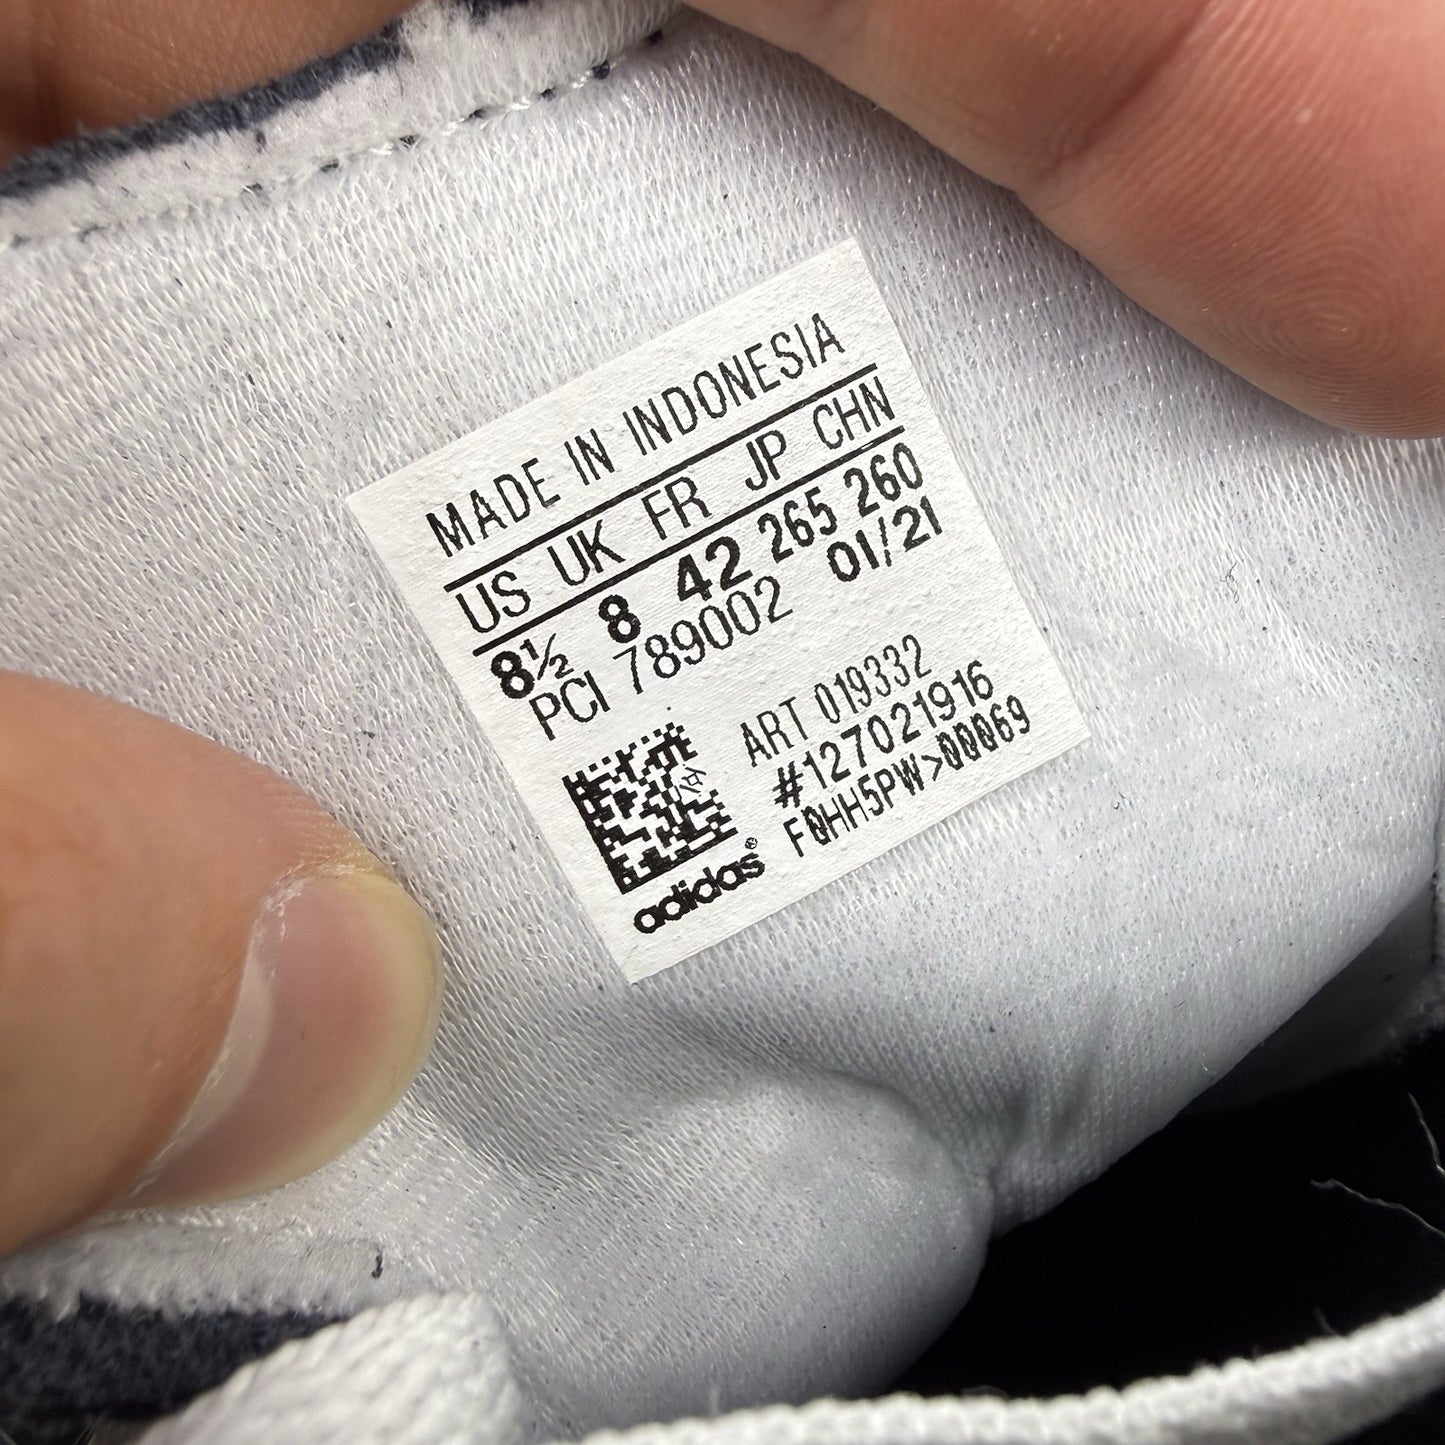 MADE IN INDONESIA
US UK FR JP CHN
8½ 8 42 265 260
PCI 789002 01/21
ART 019332
#127021916
F0HH5PW>00069
adidas®